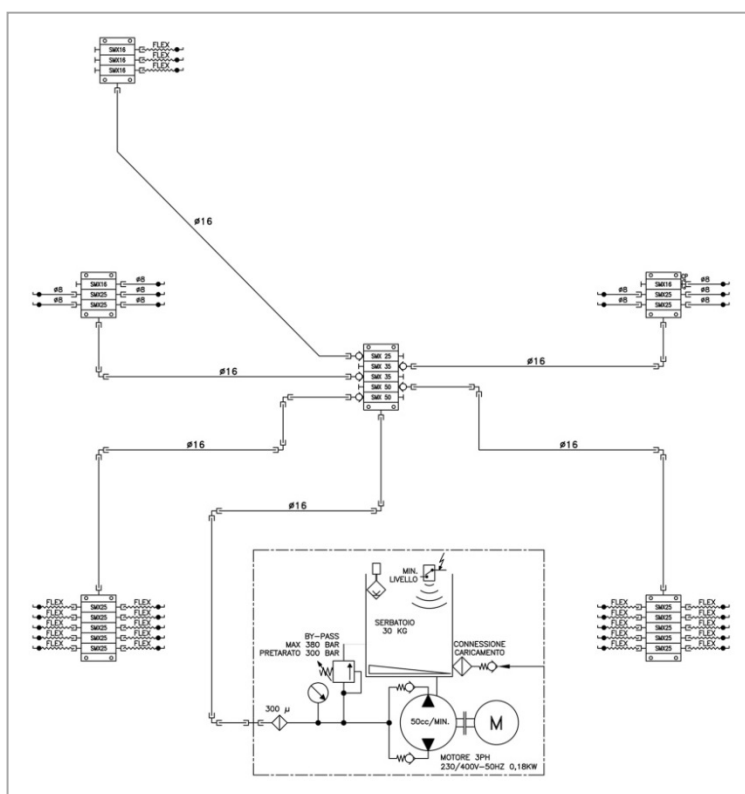 SMX16 FLEX
SMX16 FLEX
SMX16 FLEX
ø16
SMX16 ø8
ø8 SMX25 ø8
ø8 SMX25 ø8
SMX16 ø8
ø8 SMX25 ø8
ø8 SMX25 ø8
SMX 25
SMX 35
SMX 35
SMX 50
SMX 50
ø16
ø16
ø16
ø16
ø16
FLEX SMX25 FLEX
FLEX SMX25 FLEX
FLEX SMX25 FLEX
FLEX SMX25 FLEX
FLEX SMX25 FLEX
FLEX SMX25 FLEX
FLEX SMX25 FLEX
FLEX SMX25 FLEX
FLEX SMX25 FLEX
FLEX SMX25 FLEX
MIN.
LIVELLO
SERBATOIO
30 KG
BY-PASS
MAX 380 BAR
PRETARATO 300 BAR
CONNESSIONE
CARICAMENTO
300 µ
50cc/MIN.
M
MOTORE 3PH
230/400V-50HZ 0,18KW